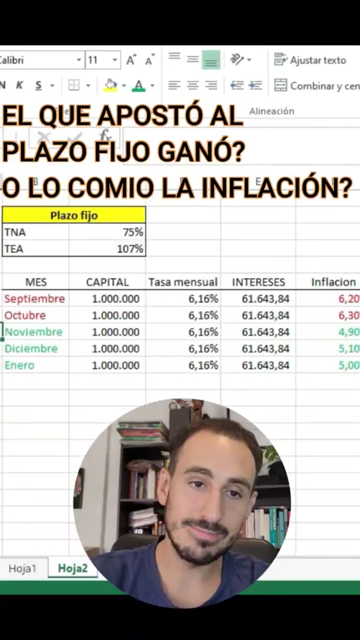 Calibri 11
N K S
Ajustar texto
Combinar y cen
Alineación
EL QUE APOSTÓ AL
PLAZO FIJO GANÓ?
O LO COMIO LA INFLACIÓN?
Plazo fijo
TNA 75%
TEA 107%
MES CAPITAL Tasa mensual INTERESES Inflacion
Septiembre 1.000.000 6,16% 61.643,84 6,20
Octubre 1.000.000 6,16% 61.643,84 6,30
Noviembre 1.000.000 6,16% 61.643,84 4,90
Diciembre 1.000.000 6,16% 61.643,84 5,10
Enero 1.000.000 6,16% 61.643,84 5,00
Hoja1 Hoja2